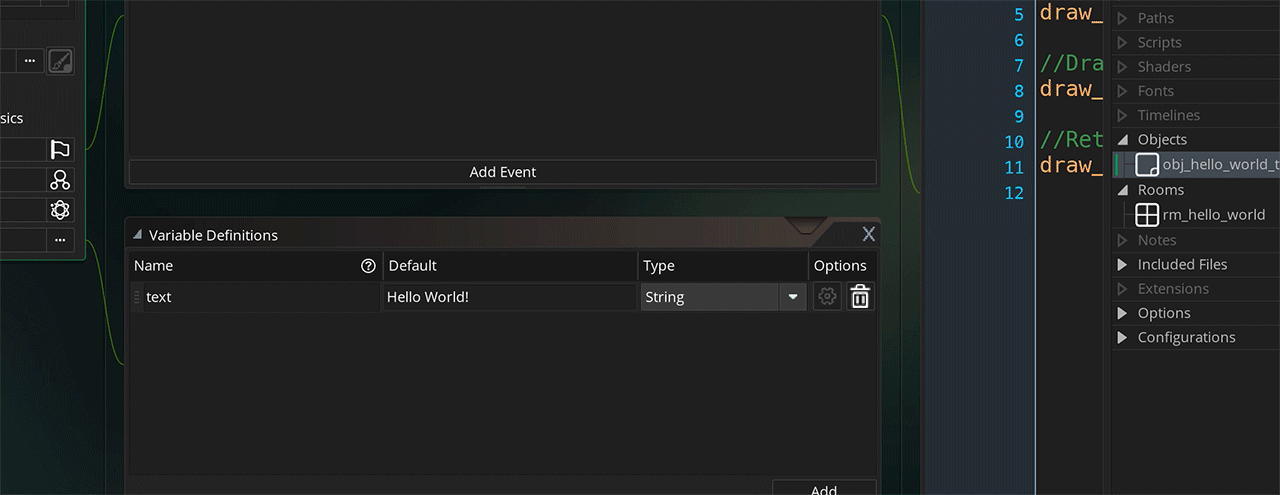 sics
Add Event
Variable Definitions
X
Name
Default
Type
Options
text
Hello World!
String
Add
5 draw_
6
7 //Dra
8 draw_
9
10 //Ret
11 draw_
12
Paths
Scripts
Shaders
Fonts
Timelines
Objects
obj_hello_world_t
Rooms
rm_hello_world
Notes
Included Files
Extensions
Options
Configurations